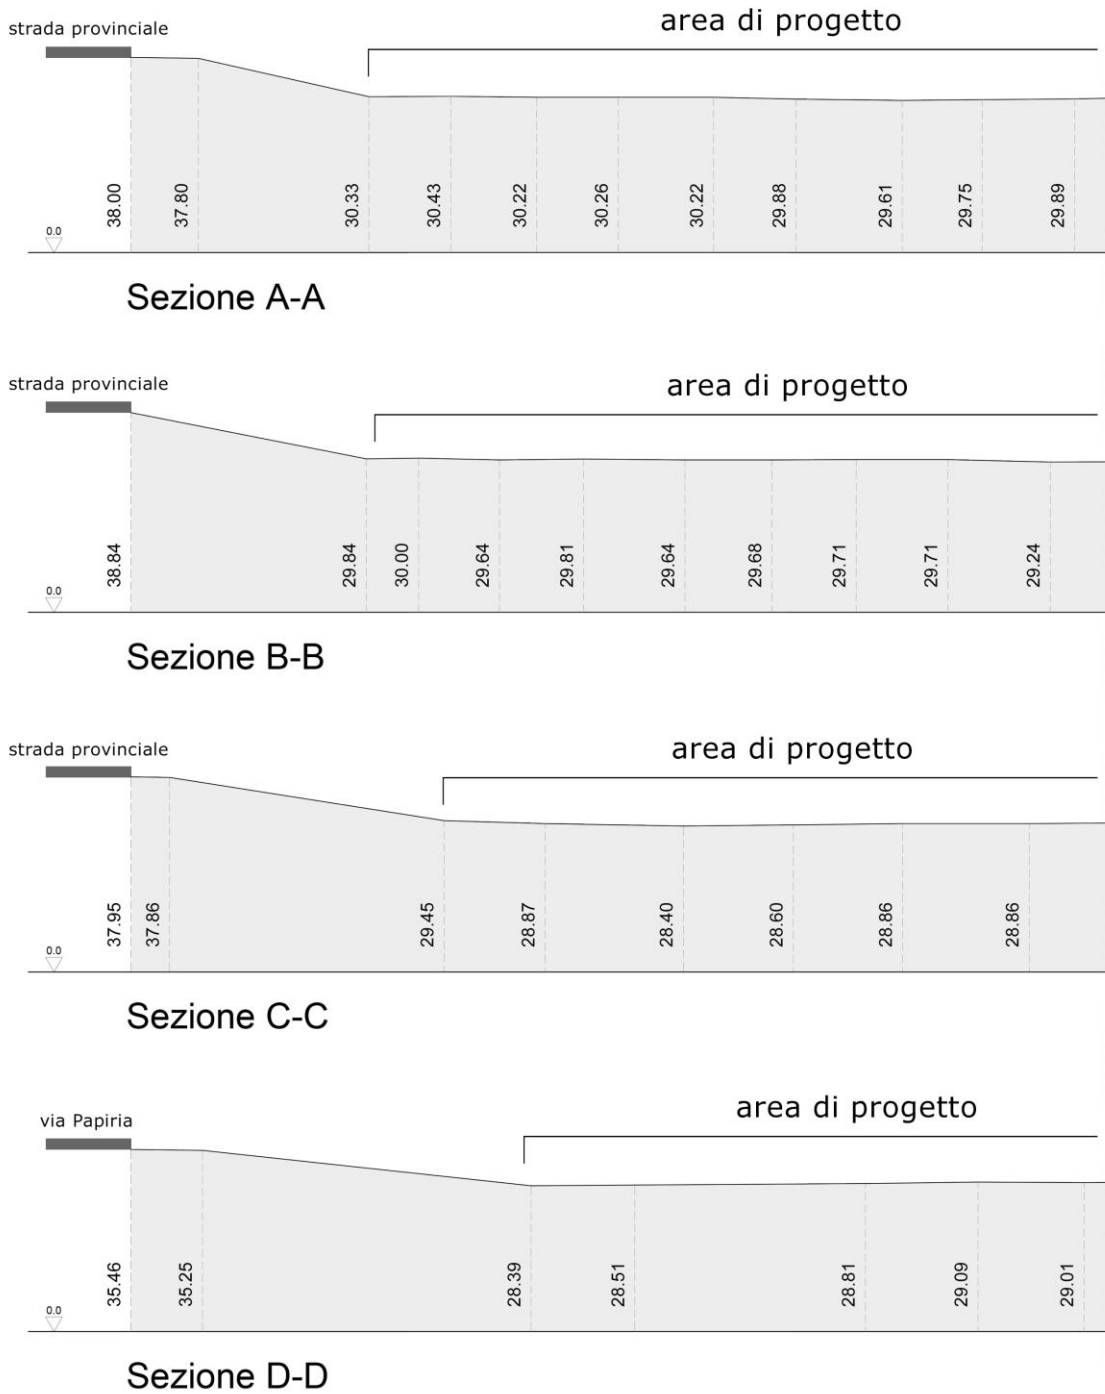 strada provinciale
area di progetto
38.00 37.80 30.33 30.43 30.22 30.26 30.22 29.88 29.61 29.75 29.89
0.0
Sezione A-A
strada provinciale
area di progetto
38.84 29.84 30.00 29.64 29.81 29.64 29.68 29.71 29.71 29.24
0.0
Sezione B-B
strada provinciale
area di progetto
37.95 37.86 29.45 28.87 28.40 28.60 28.86 28.86
0.0
Sezione C-C
via Papiria
area di progetto
35.46 35.25 28.39 28.51 28.81 29.09 29.01
0.0
Sezione D-D